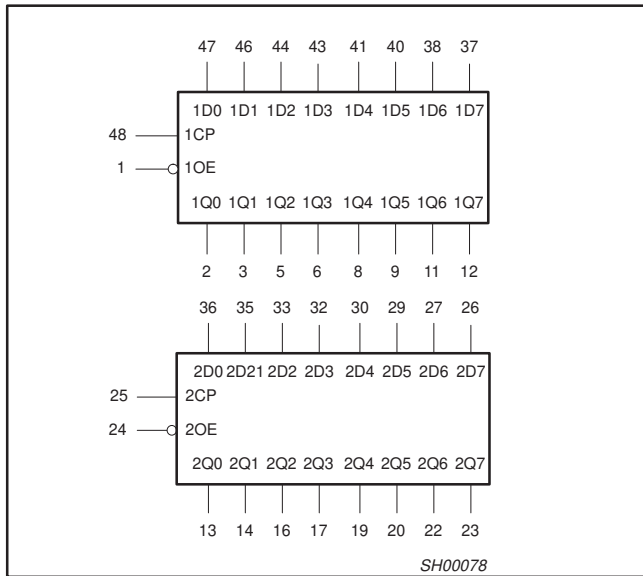 47 46 44 43 41 40 38 37
1D0 1D1 1D2 1D3 1D4 1D5 1D6 1D7
48 1CP
1 1OE
1Q0 1Q1 1Q2 1Q3 1Q4 1Q5 1Q6 1Q7
2 3 5 6 8 9 11 12
36 35 33 32 30 29 27 26
2D0 2D21 2D2 2D3 2D4 2D5 2D6 2D7
25 2CP
24 2OE
2Q0 2Q1 2Q2 2Q3 2Q4 2Q5 2Q6 2Q7
13 14 16 17 19 20 22 23
SH00078